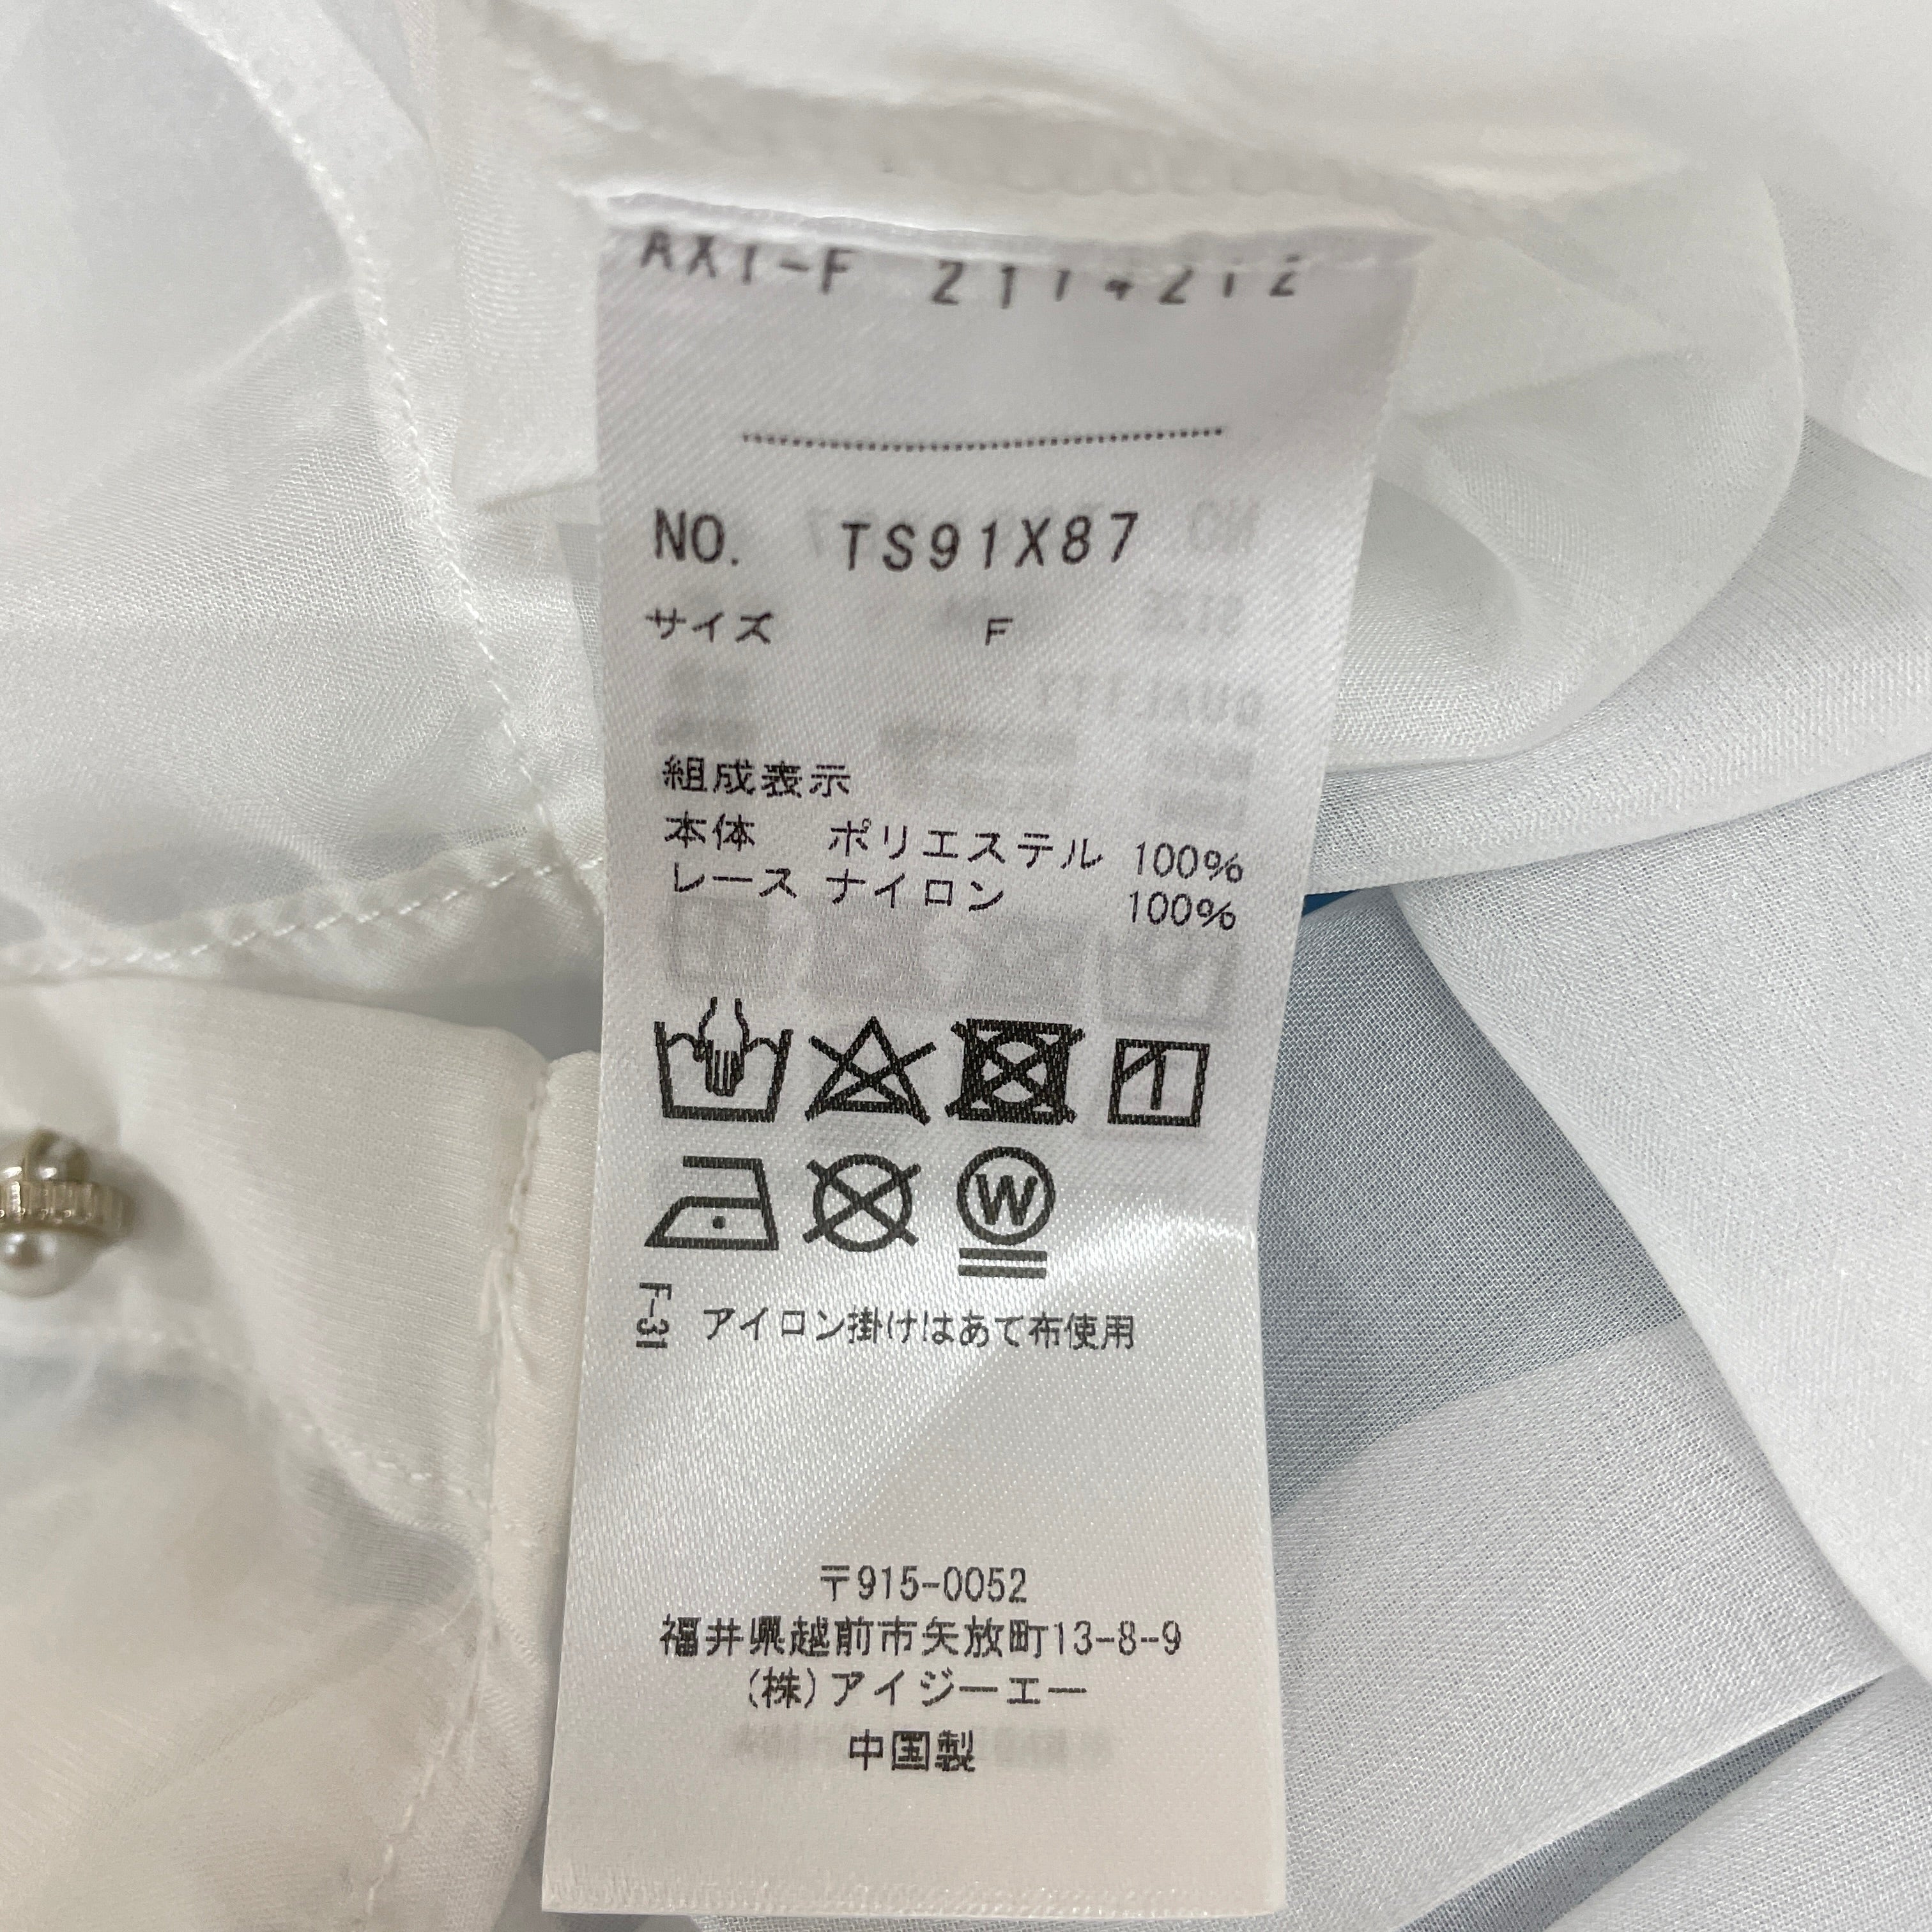 AX1-F 2114212
NO. TS91X87
サイズ F
組成表示
本体 ポリエステル 100%
レース ナイロン 100%
W
F-31 アイロン掛けはあて布使用
〒915-0052
福井県越前市矢放町13-8-9
(株)アイジーエー
中国製